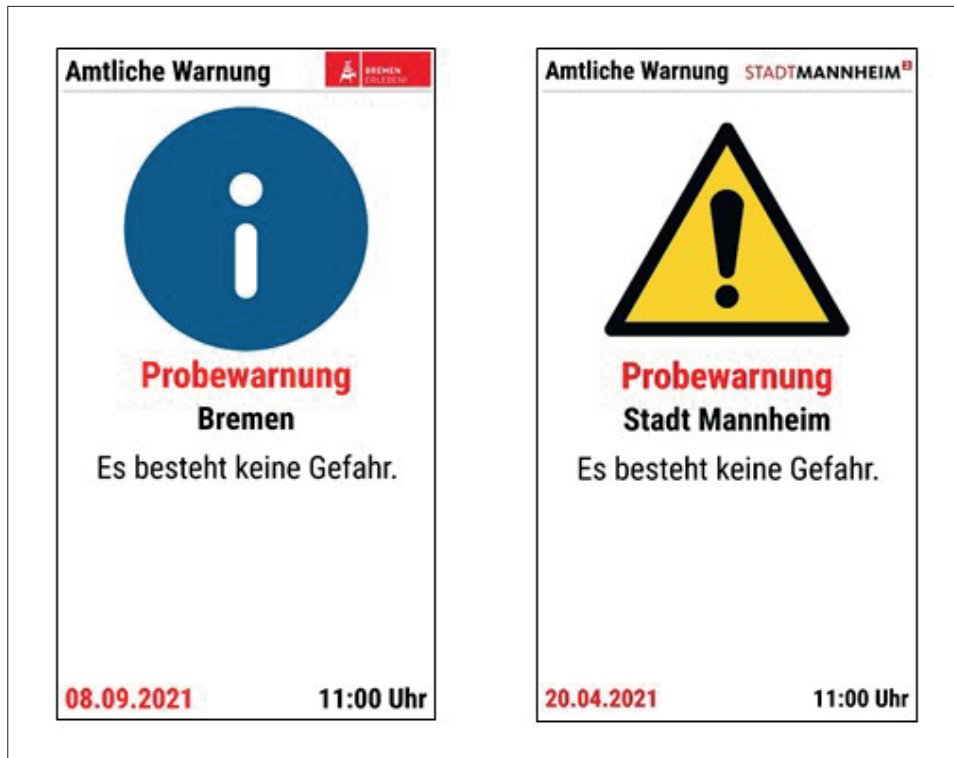 Amtliche Warnung
BREMEN
ERLEBEN!
Probewarnung
Bremen
Es besteht keine Gefahr.
08.09.2021 11:00 Uhr
Amtliche Warnung STADTMANNHEIM²
Probewarnung
Stadt Mannheim
Es besteht keine Gefahr.
20.04.2021 11:00 Uhr